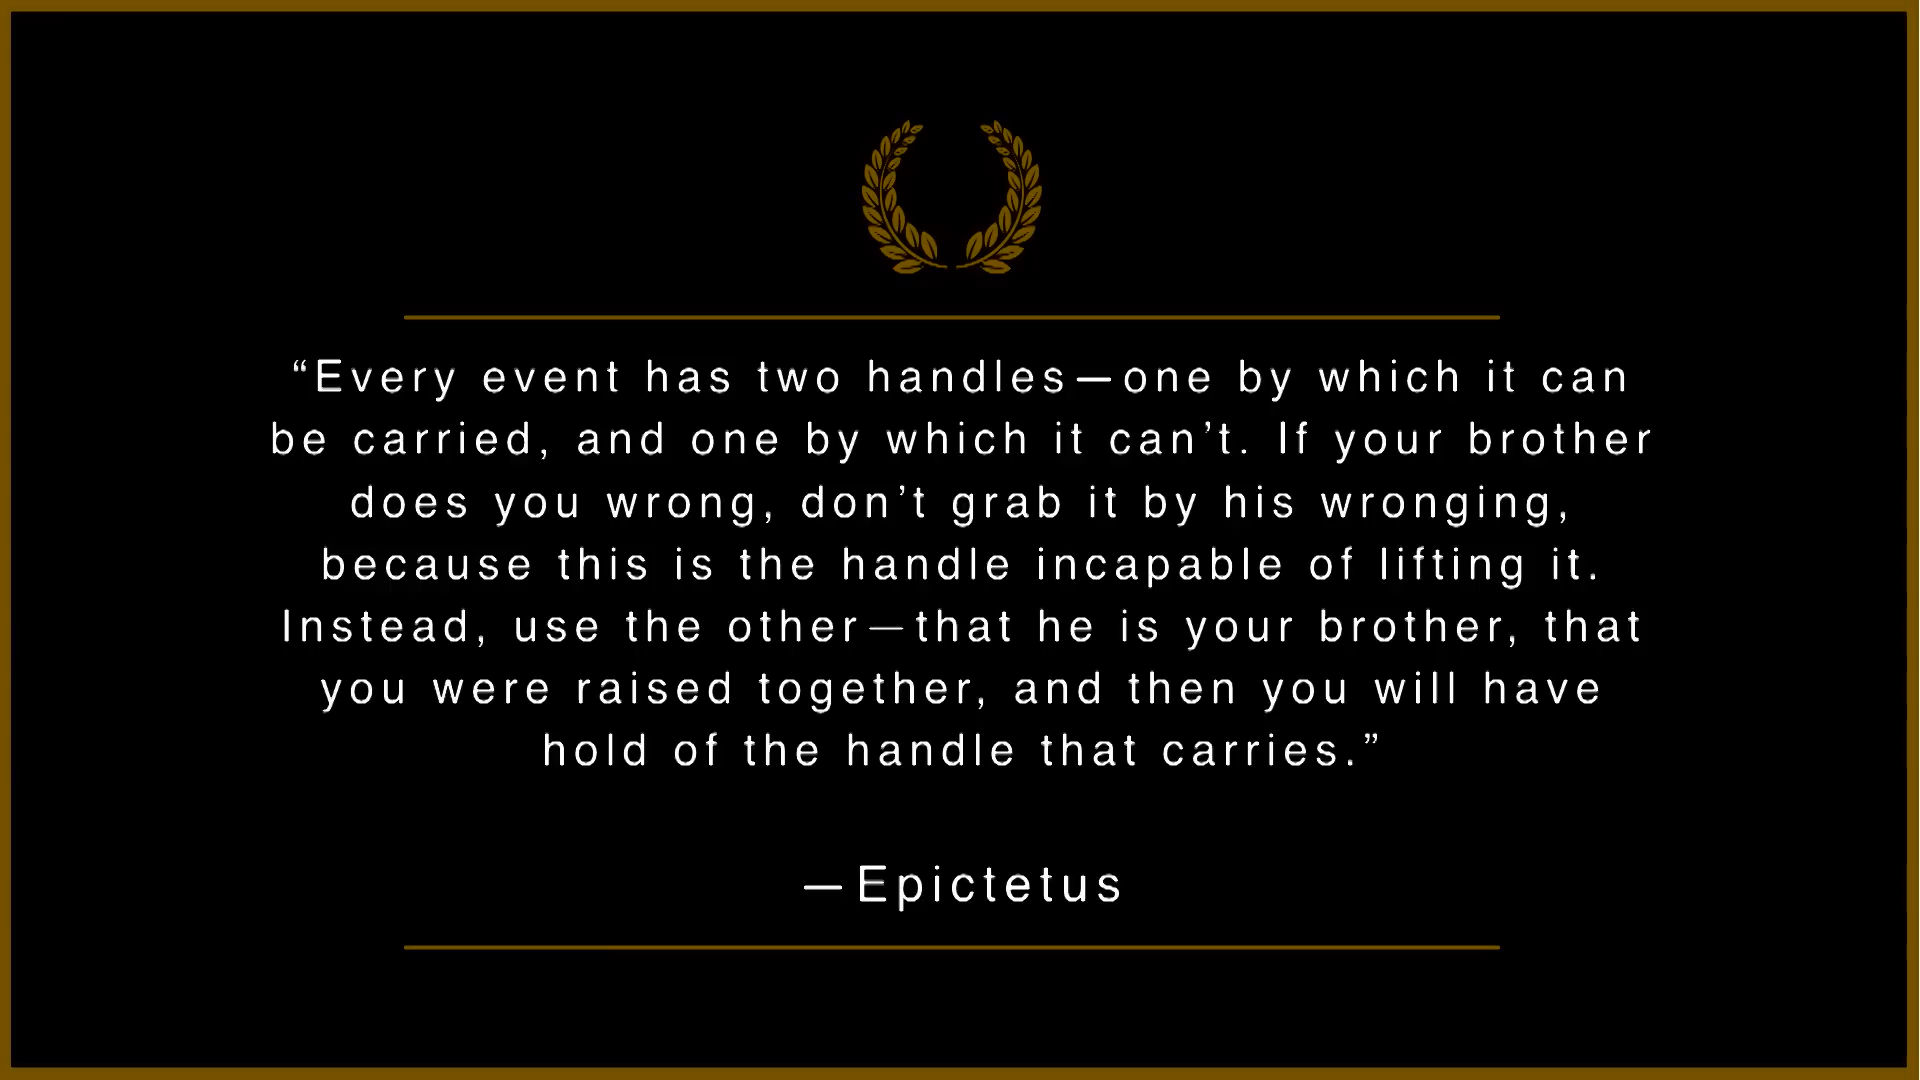 “Every event has two handles—one by which it can
be carried, and one by which it can’t. If your brother
does you wrong, don’t grab it by his wronging,
because this is the handle incapable of lifting it.
Instead, use the other—that he is your brother, that
you were raised together, and then you will have
hold of the handle that carries.”
—Epictetus